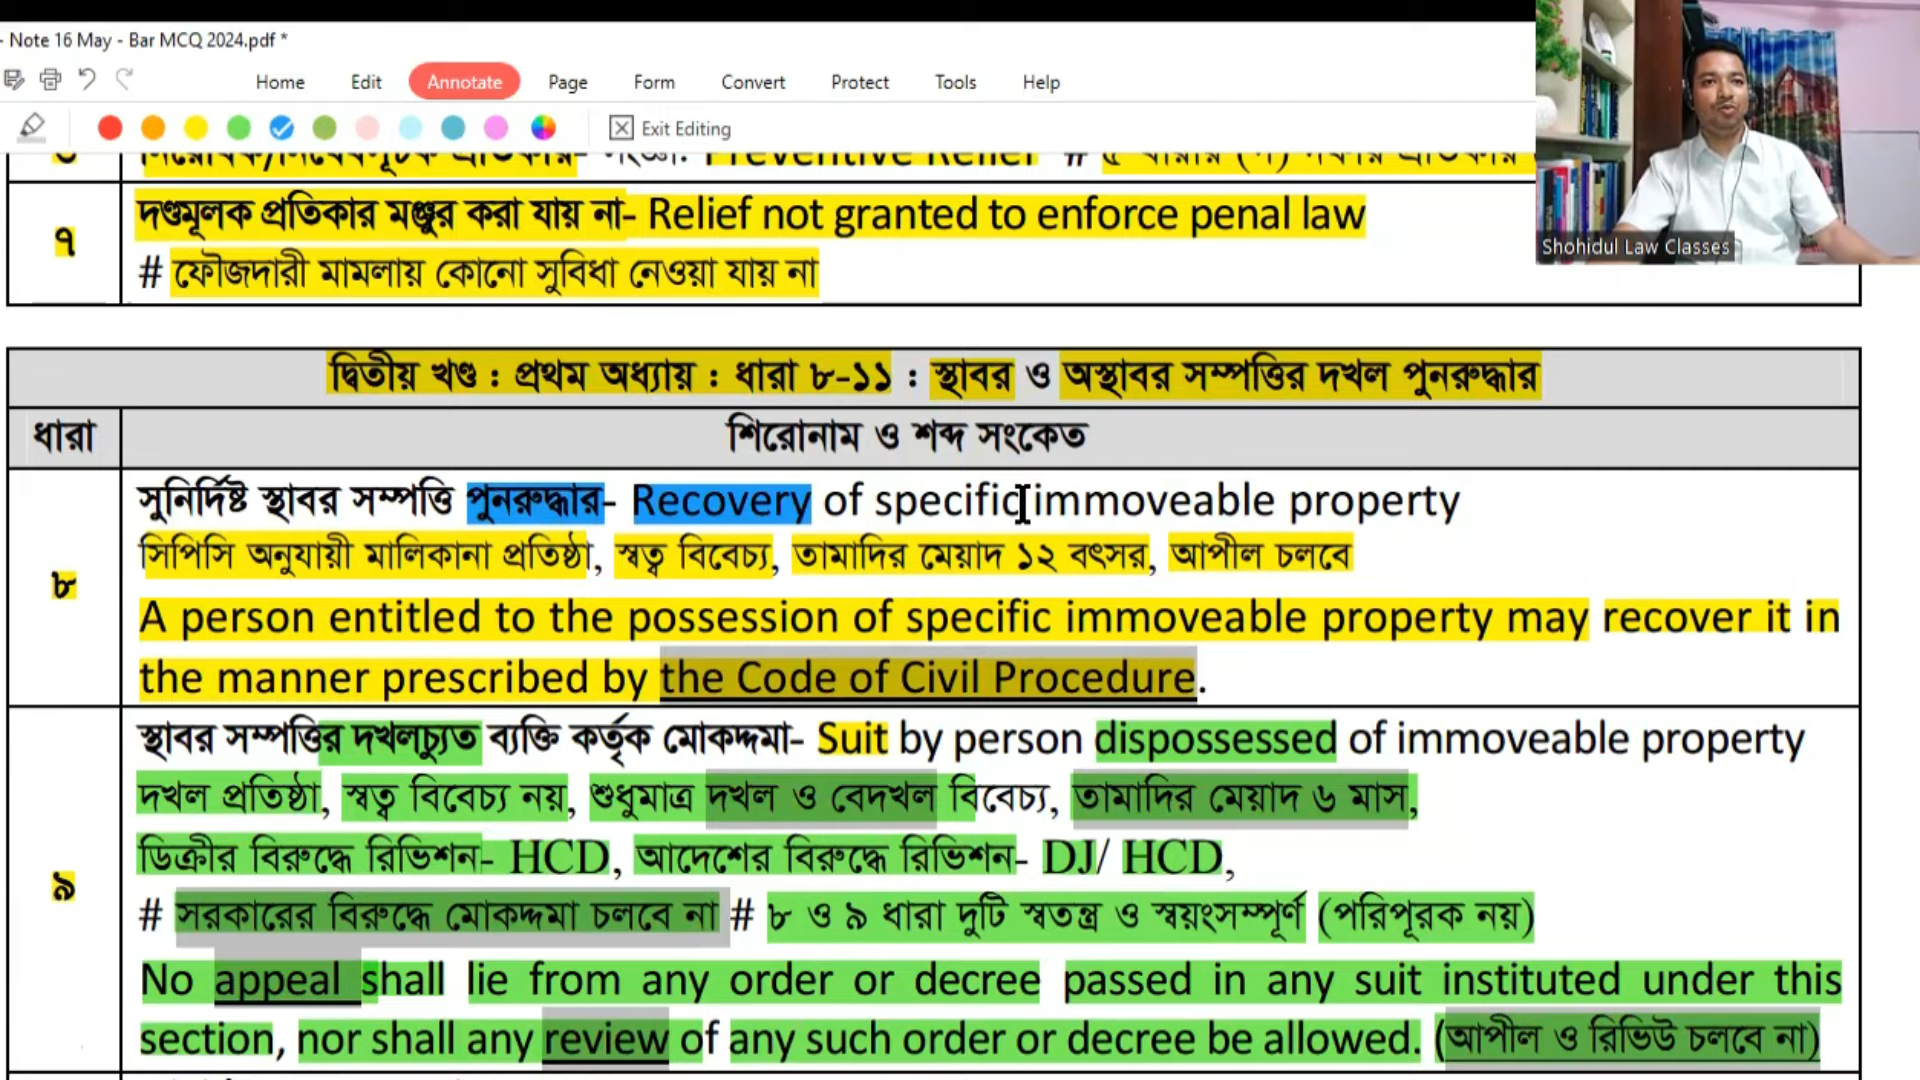 - Note 16 May - Bar MCQ 2024.pdf *
Home Edit Annotate Page Form Convert Protect Tools Help
Exit Editing
Shohidul Law Classes
Preventive Relief #
৭
দণ্ডমূলক প্রতিকার মঞ্জুর করা যায় না- Relief not granted to enforce penal law
# ফৌজদারী মামলায় কোনো সুবিধা নেওয়া যায় না
দ্বিতীয় খণ্ড : প্রথম অধ্যায় : ধারা ৮-১১ : স্থাবর ও অস্থাবর সম্পত্তির দখল পুনরুদ্ধার
ধারা শিরোনাম ও শব্দ সংকেত
৮
সুনির্দিষ্ট স্থাবর সম্পত্তি পুনরুদ্ধার- Recovery of specific immoveable property
সিপিসি অনুযায়ী মালিকানা প্রতিষ্ঠা, স্বত্ব বিবেচ্য, তামাদির মেয়াদ ১২ বৎসর, আপীল চলবে
A person entitled to the possession of specific immoveable property may recover it in
the manner prescribed by the Code of Civil Procedure.
৯
স্থাবর সম্পত্তির দখলচ্যুত ব্যক্তি কর্তৃক মোকদ্দমা- Suit by person dispossessed of immoveable property
দখল প্রতিষ্ঠা, স্বত্ব বিবেচ্য নয়, শুধুমাত্র দখল ও বেদখল বিবেচ্য, তামাদির মেয়াদ ৬ মাস,
ডিক্রীর বিরুদ্ধে রিভিশন- HCD, আদেশের বিরুদ্ধে রিভিশন- DJ/ HCD,
# সরকারের বিরুদ্ধে মোকদ্দমা চলবে না # ৮ ও ৯ ধারা দুটি স্বতন্ত্র ও স্বয়ংসম্পূর্ণ (পরিপূরক নয়)
No appeal shall lie from any order or decree passed in any suit instituted under this
section, nor shall any review of any such order or decree be allowed. (আপীল ও রিভিউ চলবে না)